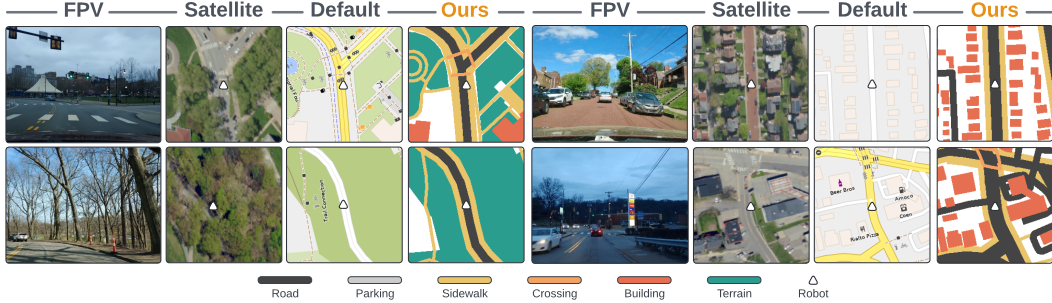 FPV Satellite Default Ours FPV Satellite Default Ours
Trail Connection
Beer Bros
Amoco
Coen
Rialto Pizza
Road Parking Sidewalk Crossing Building Terrain Robot